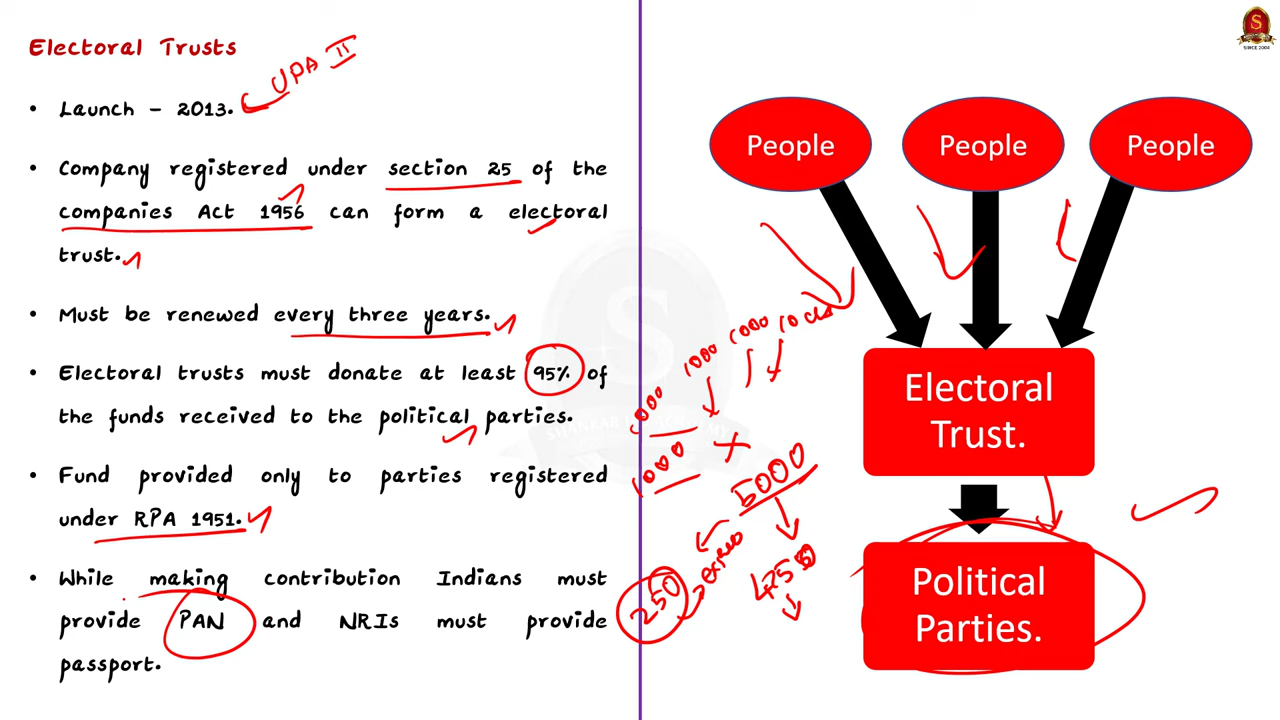 Electoral Trusts
UPA II
• Launch – 2013.
• Company registered under section 25 of the
companies Act 1956 can form a electoral
trust.
• Must be renewed every three years.
• Electoral trusts must donate at least 95% of
the funds received to the political parties.
• Fund provided only to parties registered
under RPA 1951.
• While making contribution Indians must
provide PAN and NRIs must provide
passport.
S
SINCE 2004
People
People
People
Electoral
Trust.
Political
Parties.
1000 1000 1000
1000
5000
250
4750